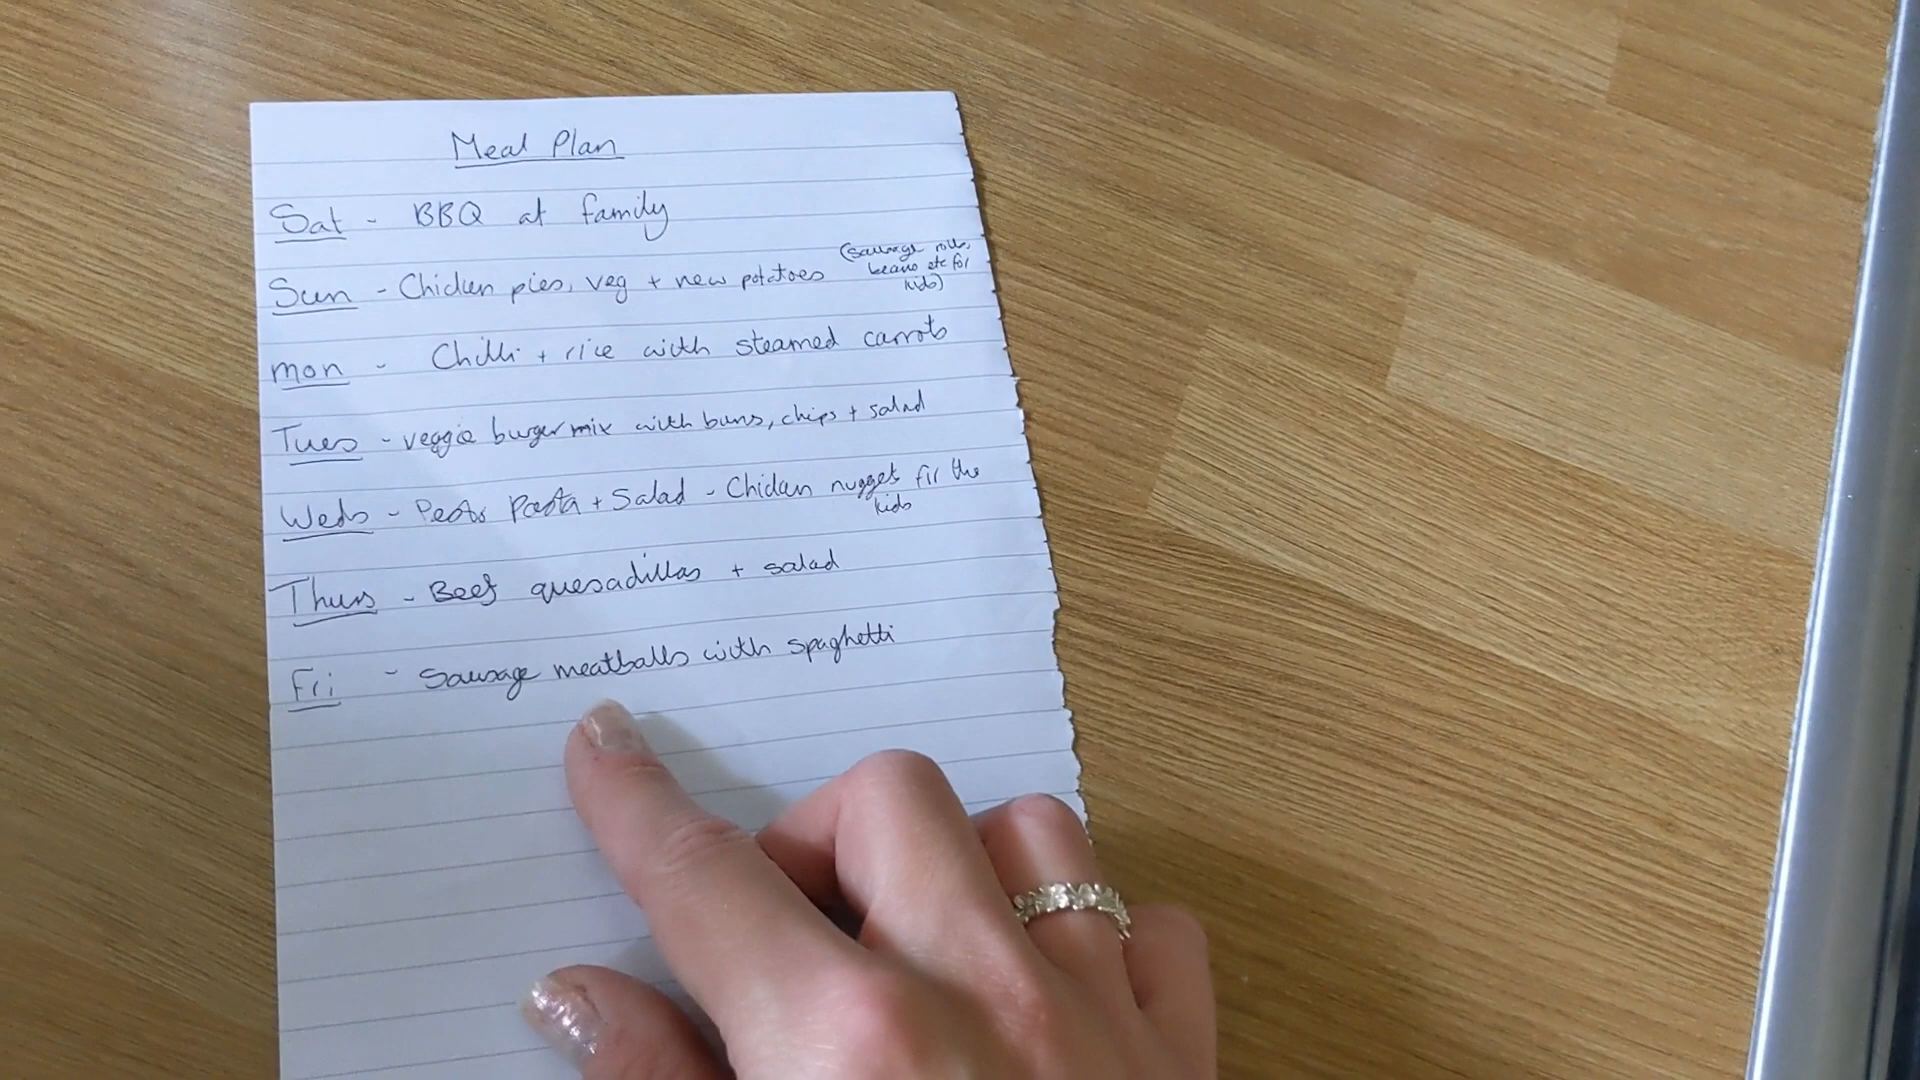 Meal Plan
Sat - BBQ at family
Sun - Chicken pies, veg + new potatoes (sausage rolls,
beans etc for
kids)
Mon - Chilli + rice with steamed carrots
Tues - veggie burger mix with buns, chips + salad
Weds - Pesto Pasta + Salad - Chicken nugget for the
kids
Thurs - Beef quesadillas + salad
Fri - Sausage meatballs with spaghetti